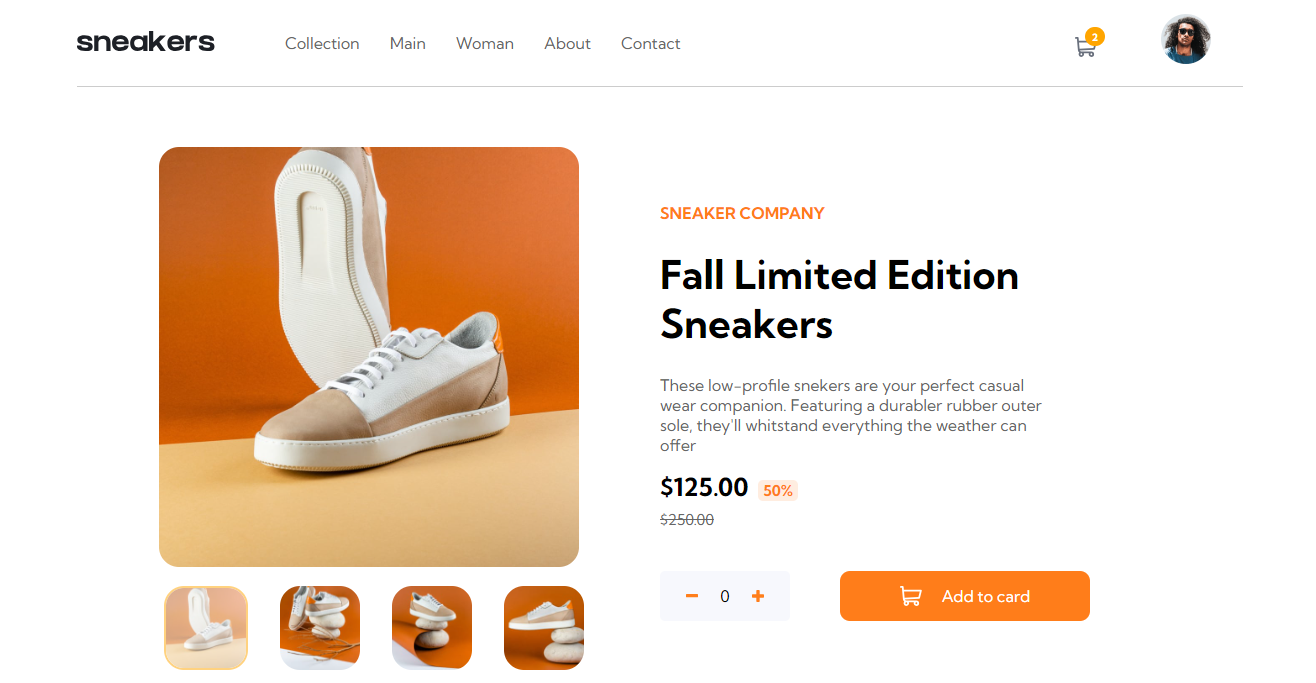 sneakers
Collection Main Woman About Contact
2
SNEAKER COMPANY
Fall Limited Edition
Sneakers
These low-profile snekers are your perfect casual
wear companion. Featuring a durabler rubber outer
sole, they'll whitstand everything the weather can
offer
$125.00 50%
$250.00
0
Add to card